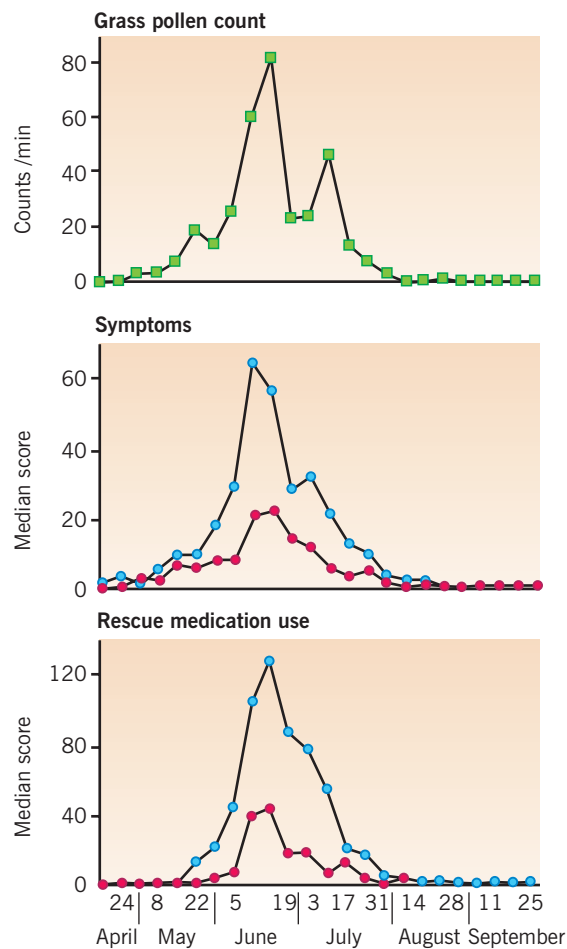 Grass pollen count
80
60
40
20
0
Counts /min
Symptoms
60
40
20
0
Median score
Rescue medication use
120
80
40
0
Median score
24 8 22 5 19 3 17 31 14 28 11 25
April May June July August September